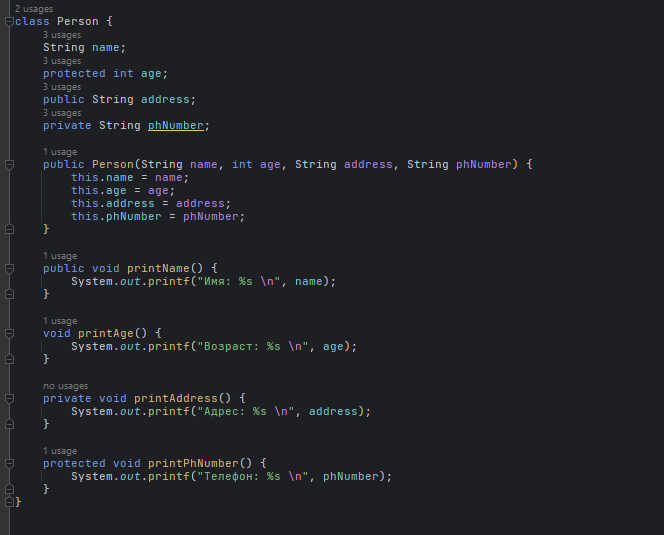 2 usages
class Person {
3 usages
String name;
3 usages
protected int age;
3 usages
public String address;
3 usages
private String phNumber;
1 usage
public Person(String name, int age, String address, String phNumber) {
this.name = name;
this.age = age;
this.address = address;
this.phNumber = phNumber;
}
1 usage
public void printName() {
System.out.printf("Имя: %s \n", name);
}
1 usage
void printAge() {
System.out.printf("Возраст: %s \n", age);
}
no usages
private void printAddress() {
System.out.printf("Адрес: %s \n", address);
}
1 usage
protected void printPhNumber() {
System.out.printf("Телефон: %s \n", phNumber);
}
}